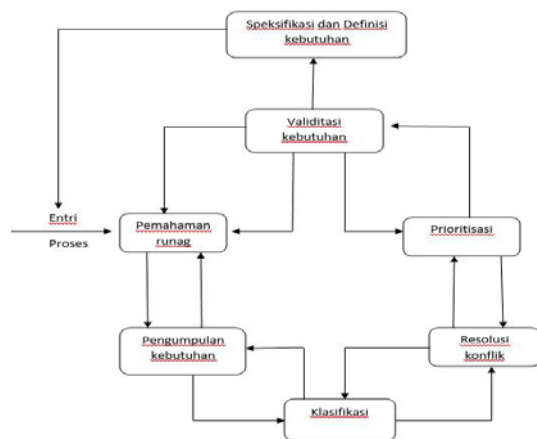 Speksifikasi dan Definisi
kebutuhan
Validitasi
kebutuhan
Entri
Proses
Pemahaman
runag
Prioritisasi
Pengumpulan
kebutuhan
Resolusi
konflik
Klasifikasi